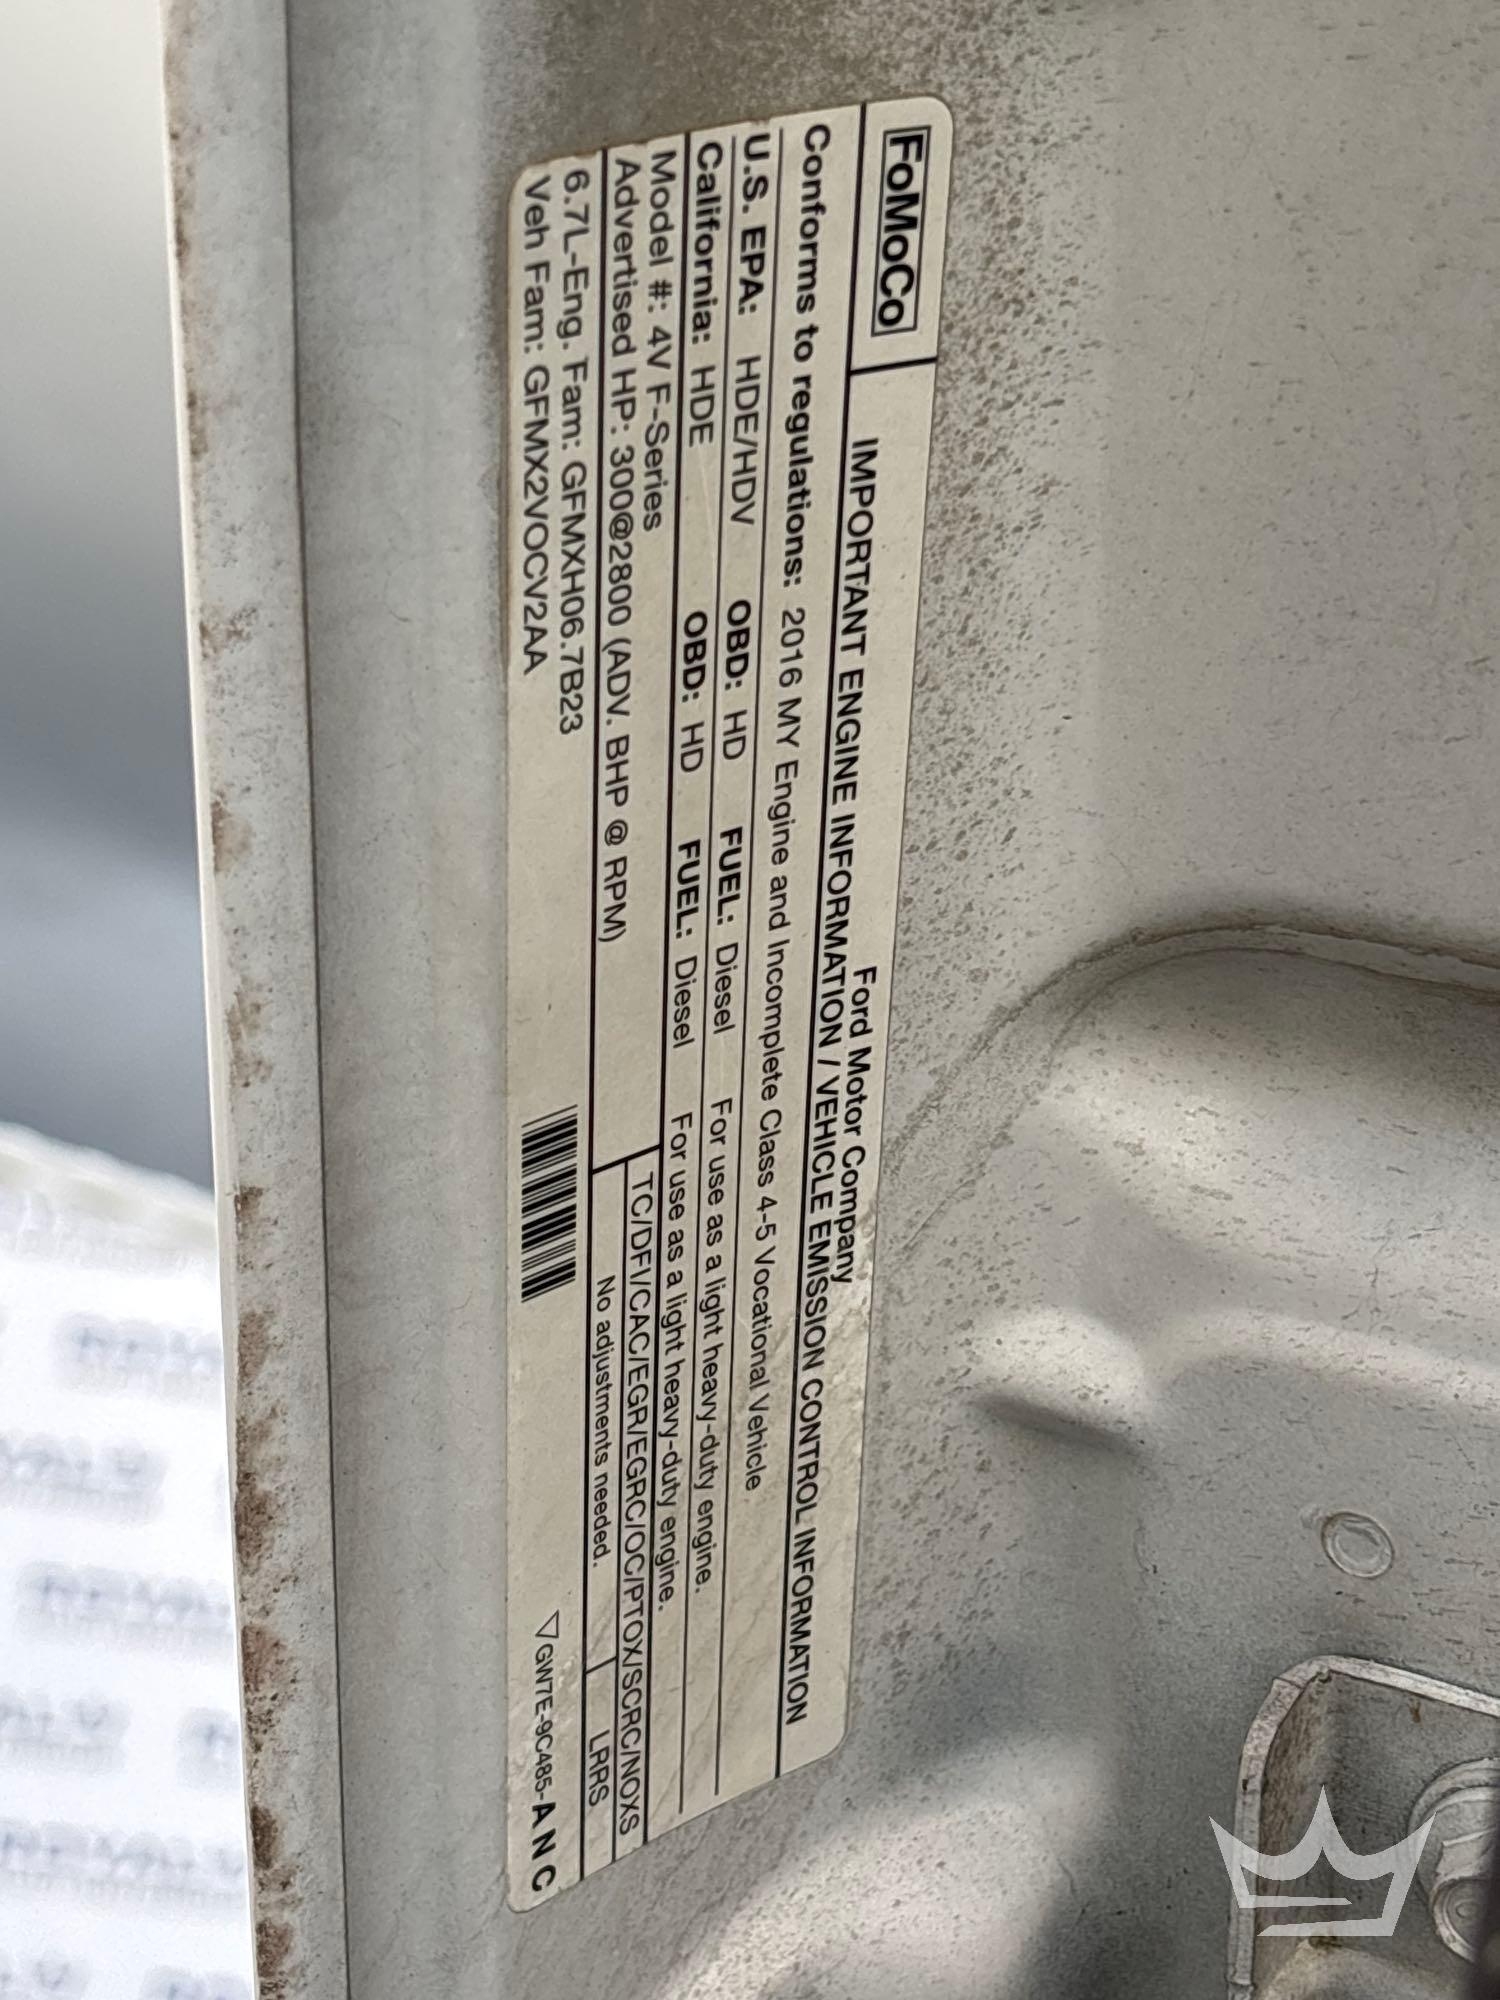 FoMoCo
Ford Motor Company
IMPORTANT ENGINE INFORMATION / VEHICLE EMISSION CONTROL INFORMATION
Conforms to regulations: 2016 MY Engine and Incomplete Class 4-5 Vocational Vehicle
U.S. EPA: HDE/HDV OBD: HD FUEL: Diesel For use as a light heavy-duty engine.
California: HDE OBD: HD FUEL: Diesel For use as a light heavy-duty engine.
Model #: 4V F-Series
TC/DFI/CAC/EGR/EGRC/OC/PTOX/SCRC/NOXS
Advertised HP: 300@2800 (ADV. BHP @ RPM)
No adjustments needed. LRRS
6.7L-Eng. Fam: GFMXH06.7B23
Veh Fam: GFMX2VOCV2AA
▽GW7E-9C485-A N C